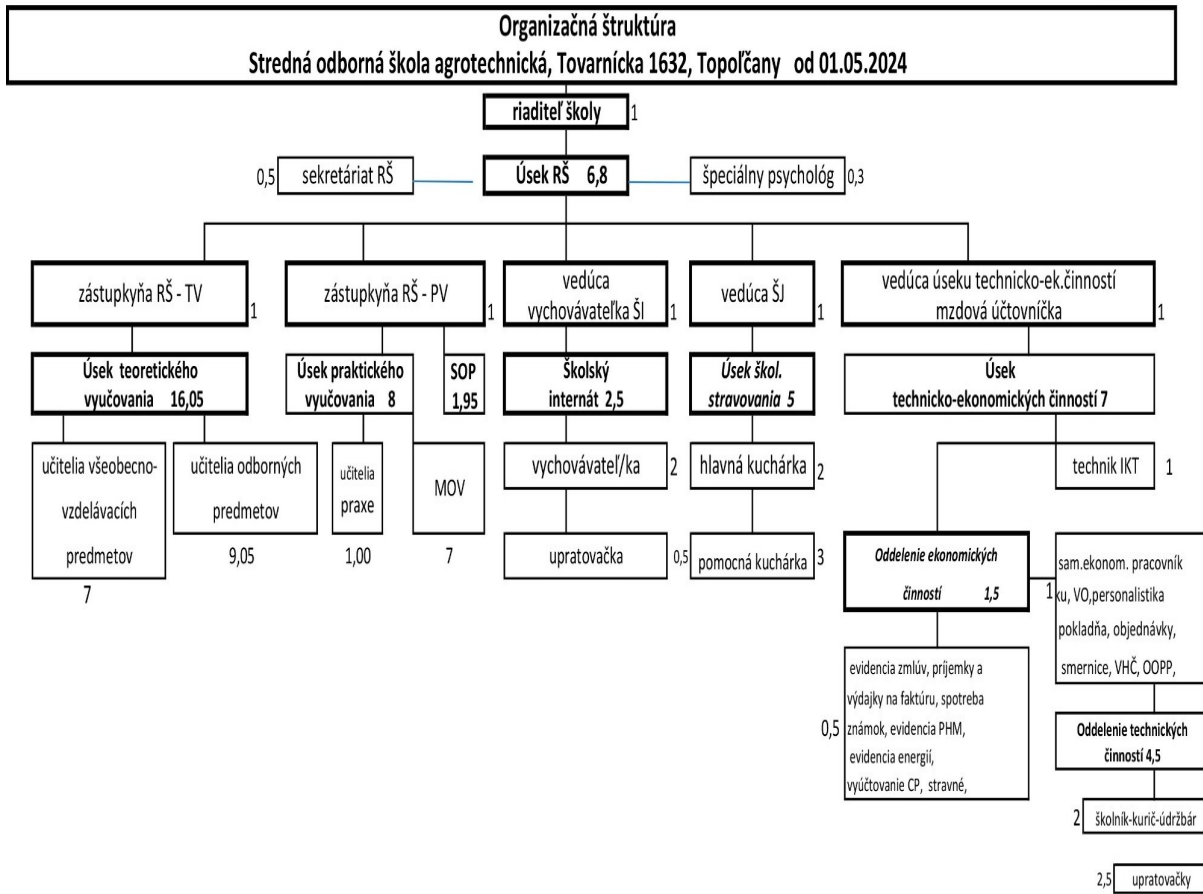 Organizačná štruktúra
Stredná odborná škola agrotechnická, Tovarnícka 1632, Topoľčany od 01.05.2024
riaditeľ školy 1
0,5 sekretáriat RŠ
Úsek RŠ 6,8
špeciálny psychológ 0,3
zástupkyňa RŠ - TV 1
zástupkyňa RŠ - PV 1
vedúca
vychovávateľka ŠI 1
vedúca ŠJ 1
vedúca úseku technicko-ek.činností
mzdová účtovníčka 1
Úsek teoretického
vyučovania 16,05
Úsek praktického
vyučovania 8
SOP
1,95
Školský
internát 2,5
Úsek škol.
stravovania 5
Úsek
technicko-ekonomických činností 7
učitelia všeobecno-
vzdelávacích
predmetov
7
učitelia odborných
predmetov
9,05
učitelia
praxe
1,00
MOV
7
vychovávateľ/ka 2
upratovačka 0,5
hlavná kuchárka 2
pomocná kuchárka 3
technik IKT 1
Oddelenie ekonomických
činností 1,5
1
sam.ekonom. pracovník
ku, VO,personalistika
pokladňa, objednávky,
smernice, VHČ, OOPP,
0,5
evidencia zmlúv, príjemky a
výdajky na faktúru, spotreba
známok, evidencia PHM,
evidencia energií,
vyúčtovanie CP, stravné,
Oddelenie technických
činností 4,5
2 školník-kurič-údržbár
2,5 upratovačky